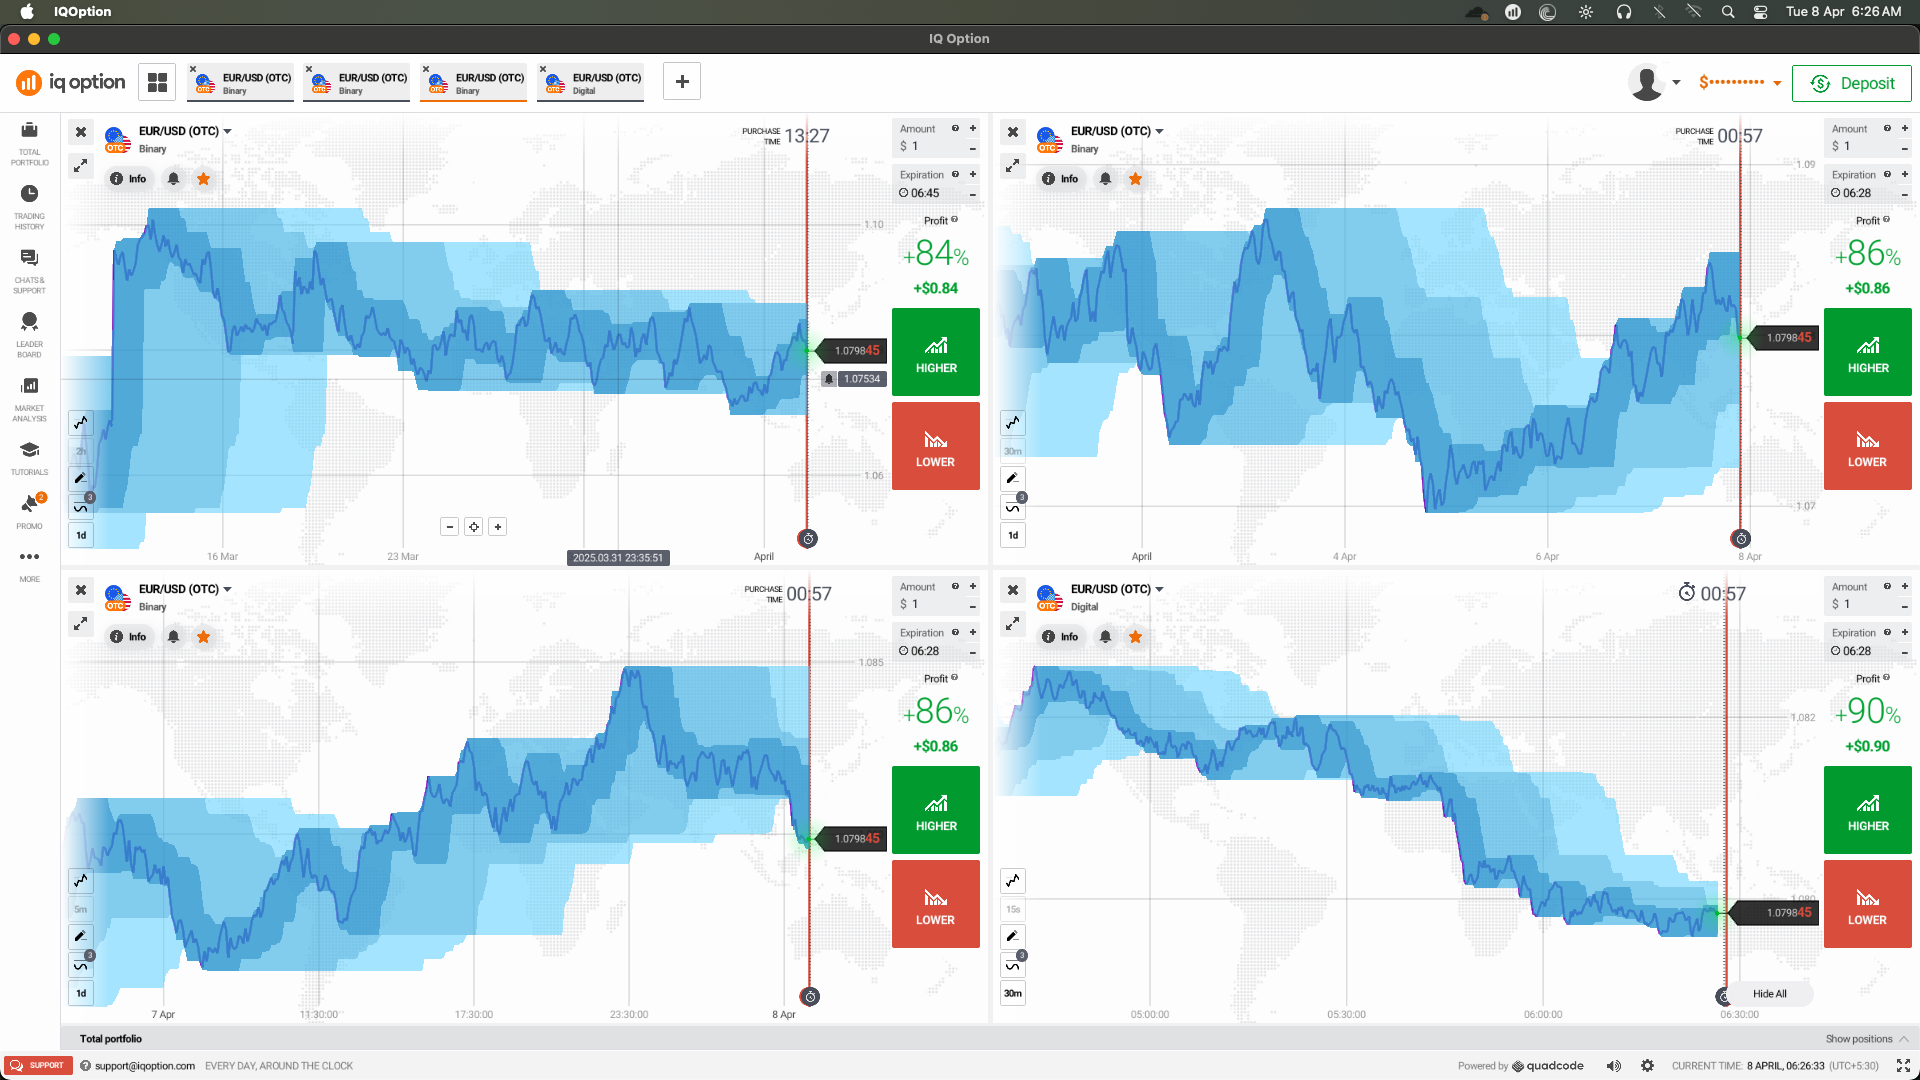 IQOption
Tue 8 Apr 6:26 AM
IQ Option
iq option
EUR/USD (OTC)
Binary
EUR/USD (OTC)
Binary
EUR/USD (OTC)
Binary
EUR/USD (OTC)
Digital
Deposit
TOTAL
PORTFOLIO
TRADING
HISTORY
CHATS &
SUPPORT
LEADER
BOARD
MARKET
ANALYSIS
TUTORIALS
2
PROMO
MORE
EUR/USD (OTC)
Binary
Info
PURCHASE
TIME
13:27
Amount
$ 1
Expiration
06:45
Profit
+84%
+$0.84
HIGHER
LOWER
1.10
1.079845
1.07534
1.06
2h
3
1d
16 Mar
23 Mar
2025.03.31 23:35:51
April
EUR/USD (OTC)
Binary
Info
PURCHASE
TIME
00:57
Amount
$ 1
Expiration
06:28
Profit
+86%
+$0.86
HIGHER
LOWER
1.09
1.079845
1.07
30m
3
1d
April
4 Apr
6 Apr
8 Apr
EUR/USD (OTC)
Binary
Info
PURCHASE
TIME
00:57
Amount
$ 1
Expiration
06:28
Profit
+86%
+$0.86
HIGHER
LOWER
1.085
1.079845
5m
3
1d
7 Apr
11:30:00
17:30:00
23:30:00
8 Apr
EUR/USD (OTC)
Digital
Info
00:57
Amount
$ 1
Expiration
06:28
Profit
+90%
+$0.90
HIGHER
LOWER
1.082
1.080
1.079845
15s
3
30m
Hide All
05:00:00
05:30:00
06:00:00
06:30:00
Total portfolio
Show positions
SUPPORT
support@iqoption.com
EVERY DAY, AROUND THE CLOCK
Powered by quadcode
CURRENT TIME: 8 APRIL, 06:26:33 (UTC+5:30)